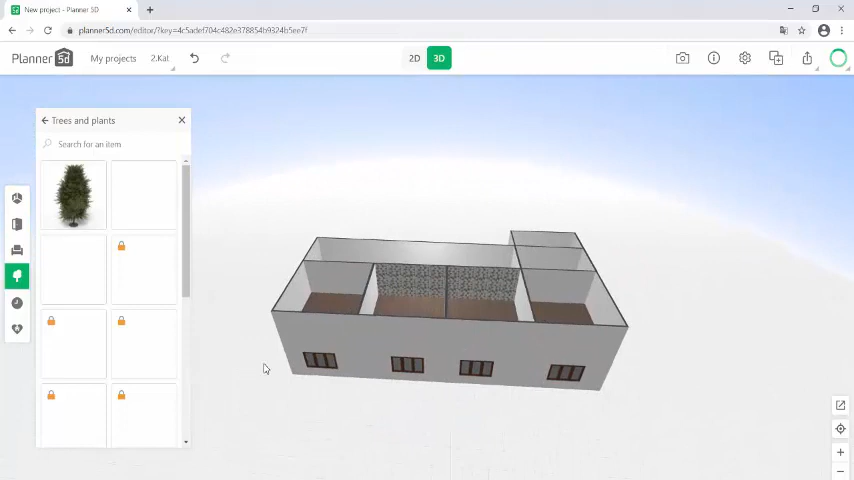 New project - Planner 5D
plannersd.com/editor/?key=4c5adef704c482e378854b9324b5ee7f
Planner 5d
My projects
2.Kat
2D
3D
Trees and plants
Search for an item